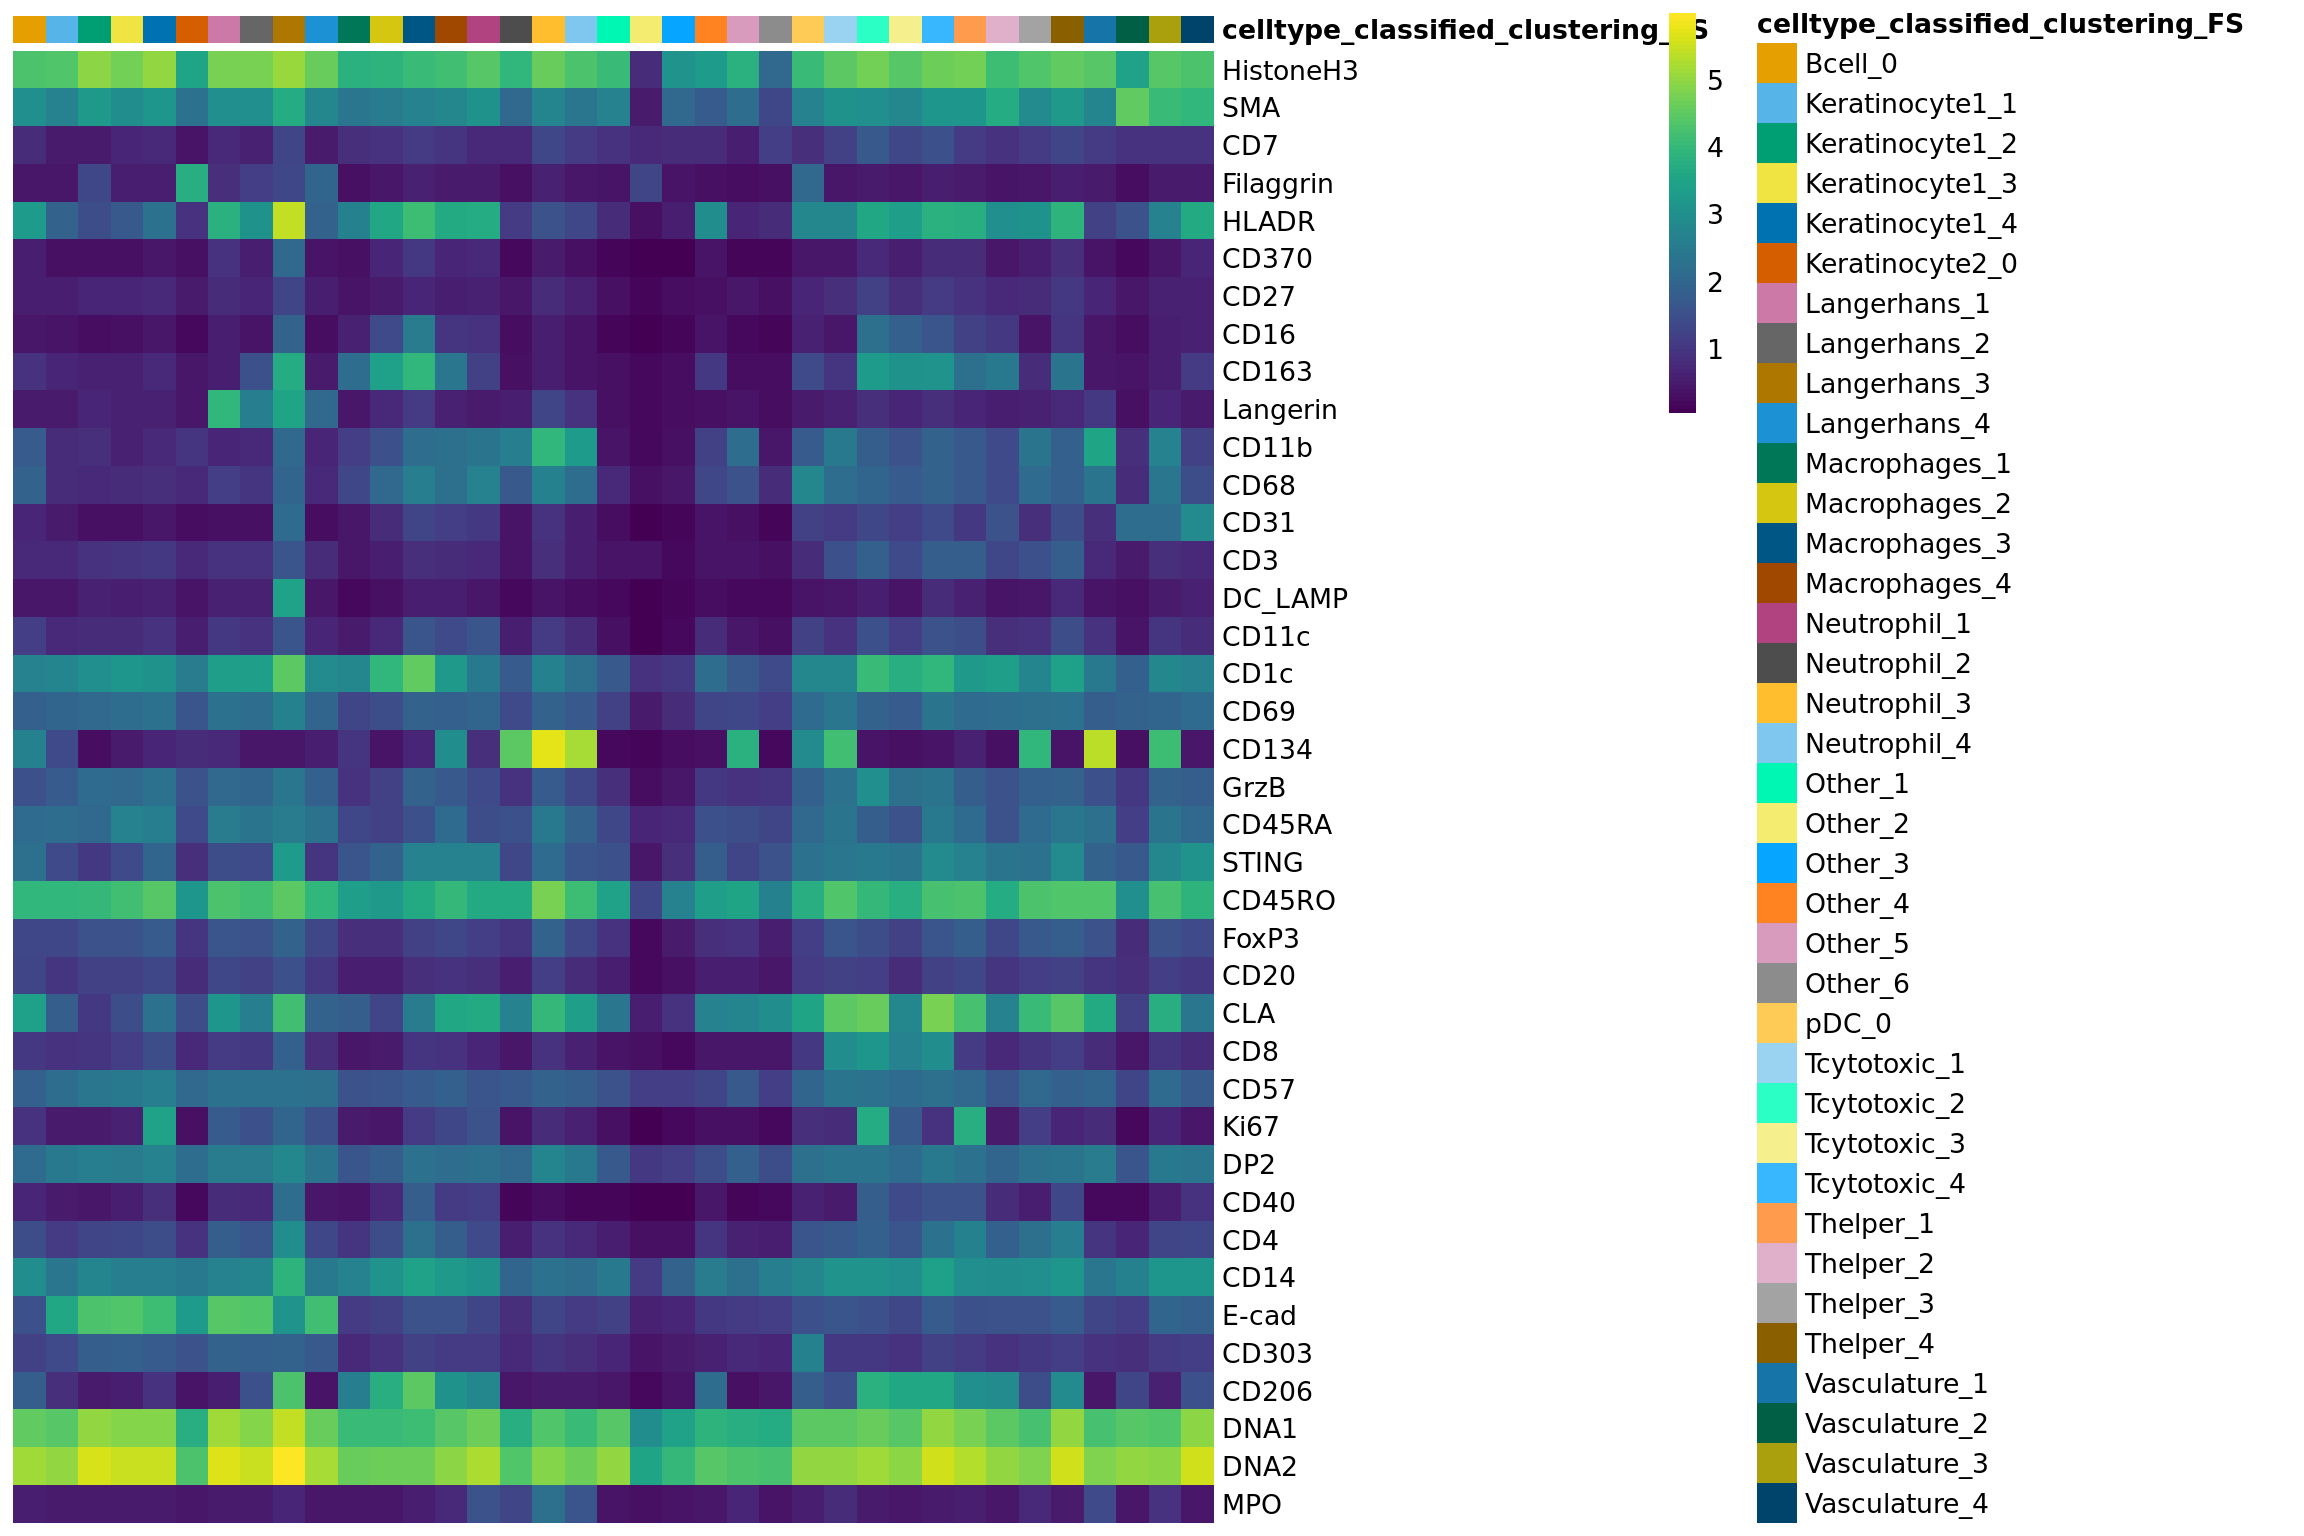 celltype_classified_clustering_FS
HistoneH3
SMA
CD7
Filaggrin
HLADR
CD370
CD27
CD16
CD163
Langerin
CD11b
CD68
CD31
CD3
DC_LAMP
CD11c
CD1c
CD69
CD134
GrzB
CD45RA
STING
CD45RO
FoxP3
CD20
CLA
CD8
CD57
Ki67
DP2
CD40
CD4
CD14
E-cad
CD303
CD206
DNA1
DNA2
MPO
5
4
3
2
1
celltype_classified_clustering_FS
Bcell_0
Keratinocyte1_1
Keratinocyte1_2
Keratinocyte1_3
Keratinocyte1_4
Keratinocyte2_0
Langerhans_1
Langerhans_2
Langerhans_3
Langerhans_4
Macrophages_1
Macrophages_2
Macrophages_3
Macrophages_4
Neutrophil_1
Neutrophil_2
Neutrophil_3
Neutrophil_4
Other_1
Other_2
Other_3
Other_4
Other_5
Other_6
pDC_0
Tcytotoxic_1
Tcytotoxic_2
Tcytotoxic_3
Tcytotoxic_4
Thelper_1
Thelper_2
Thelper_3
Thelper_4
Vasculature_1
Vasculature_2
Vasculature_3
Vasculature_4